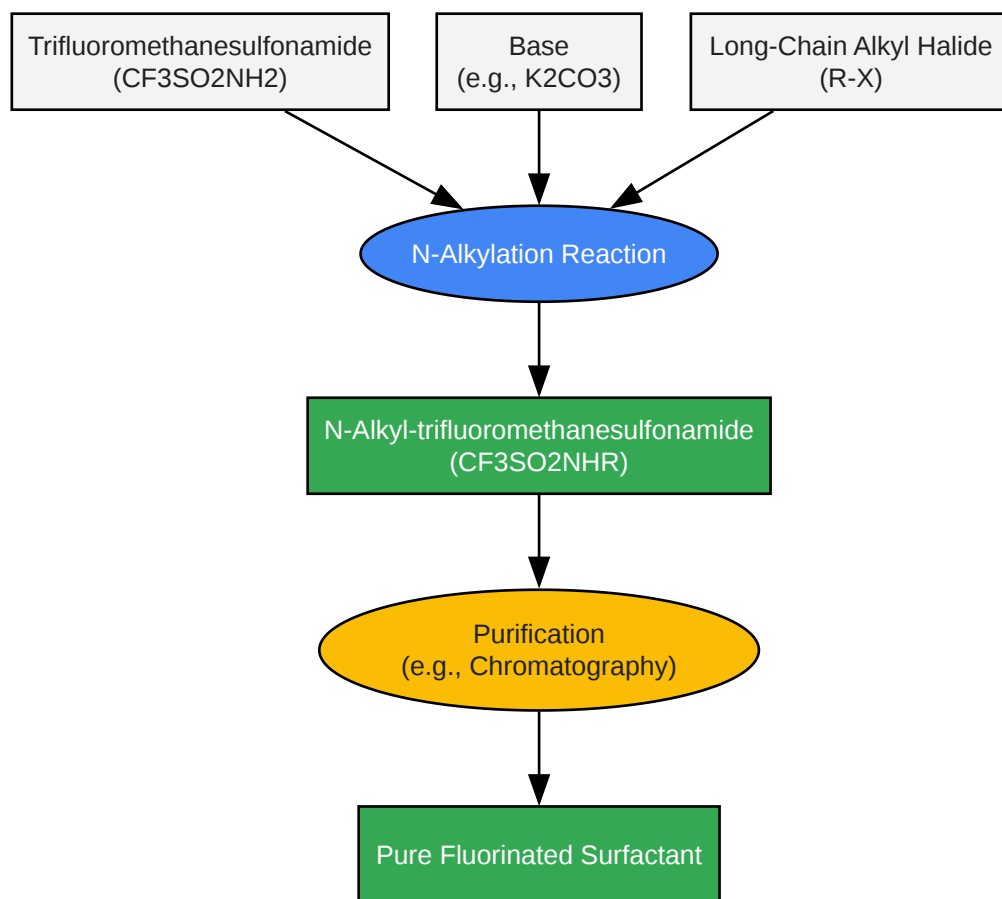 Trifluoromethanesulfonamide
(CF3SO2NH2)
Base
(e.g., K2CO3)
Long-Chain Alkyl Halide
(R-X)
N-Alkylation Reaction
N-Alkyl-trifluoromethanesulfonamide
(CF3SO2NHR)
Purification
(e.g., Chromatography)
Pure Fluorinated Surfactant